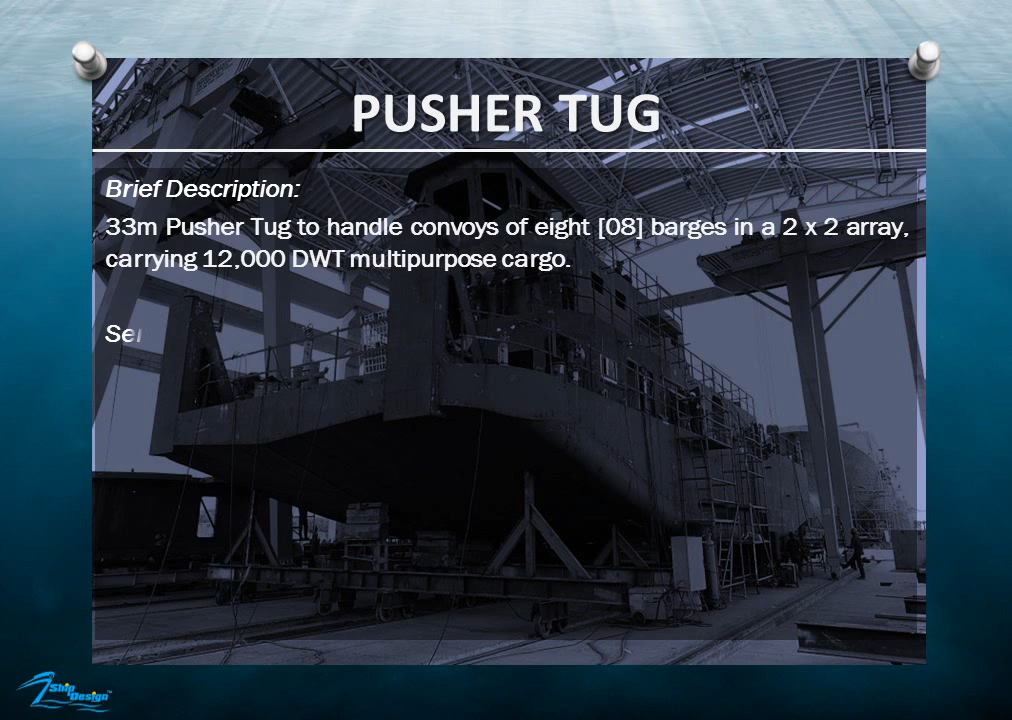 PUSHER TUG
Brief Description:
33m Pusher Tug to handle convoys of eight [08] barges in a 2 x 2 array,
carrying 12,000 DWT multipurpose cargo.
Ship
Design™